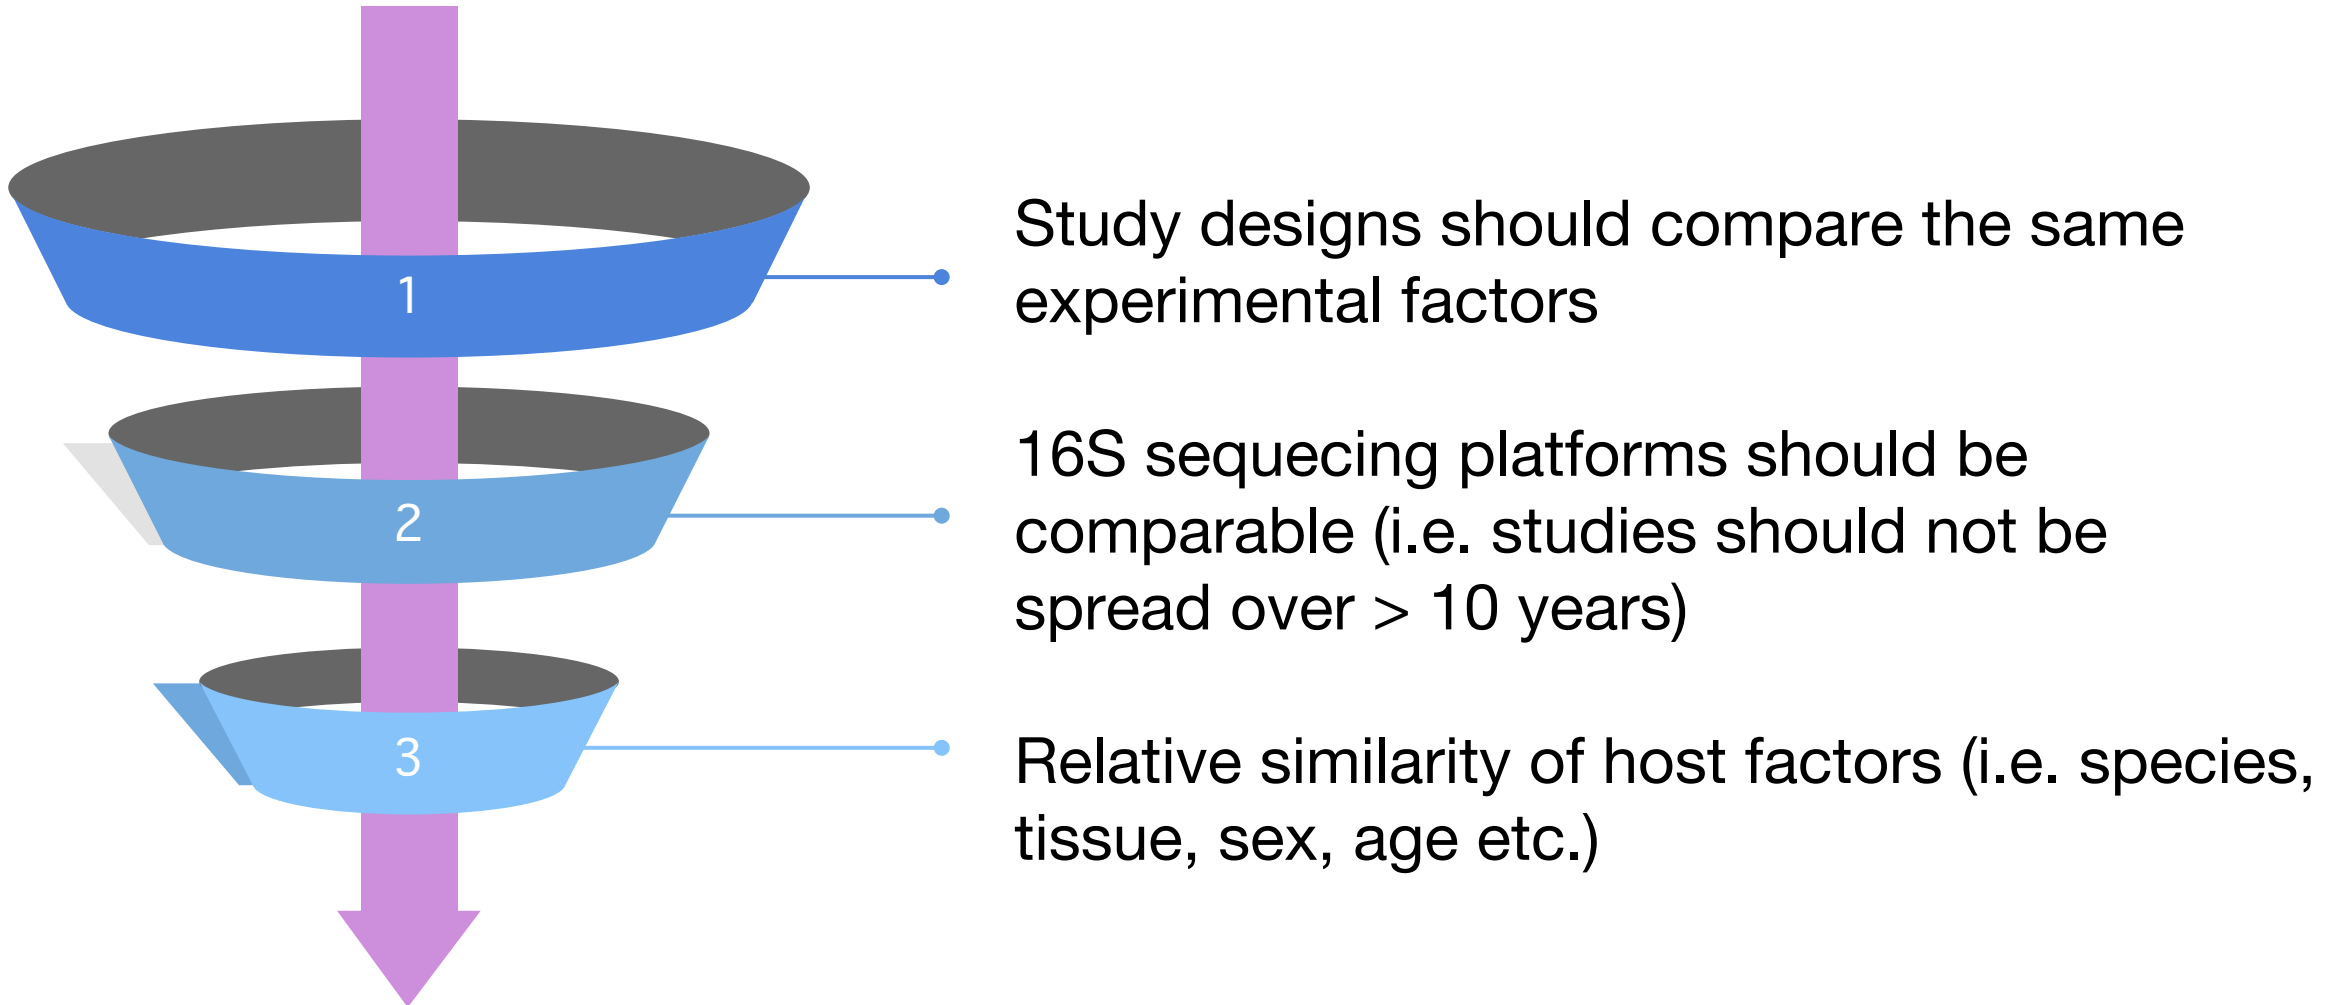 1
Study designs should compare the same
experimental factors
2
16S sequecing platforms should be
comparable (i.e. studies should not be
spread over > 10 years)
3
Relative similarity of host factors (i.e. species,
tissue, sex, age etc.)